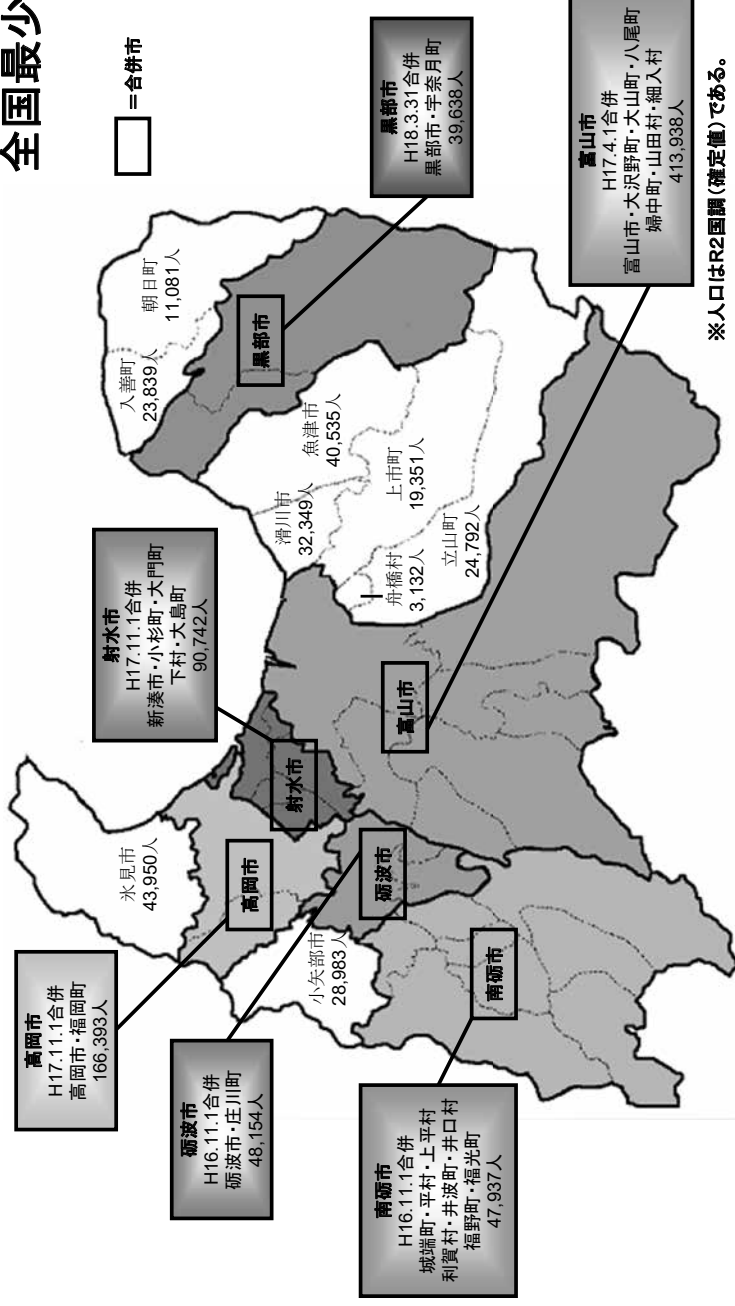 全国最少
=合併市
高岡市
H17.11.1合併
高岡市・福岡町
166,393人
砺波市
H16.11.1合併
砺波市・庄川町
48,154人
南砺市
H16.11.1合併
城端町・平村・上平村
利賀村・井波町・井口村
福野町・福光町
47,937人
射水市
H17.11.1合併
新湊市・小杉町・大門町
下村・大島町
90,742人
黒部市
H18.3.31合併
黒部市・宇奈月町
39,638人
富山市
H17.4.1合併
富山市・大沢野町・大山町・八尾町
婦中町・山田村・細入村
413,938人
氷見市
43,950人
高岡市
小矢部市
28,983人
砺波市
南砺市
射水市
富山市
滑川市
32,349人
魚津市
40,535人
舟橋村
3,132人
上市町
19,351人
立山町
24,792人
黒部市
入善町
23,839人
朝日町
11,081人
※人口はR2国調(確定値)である。